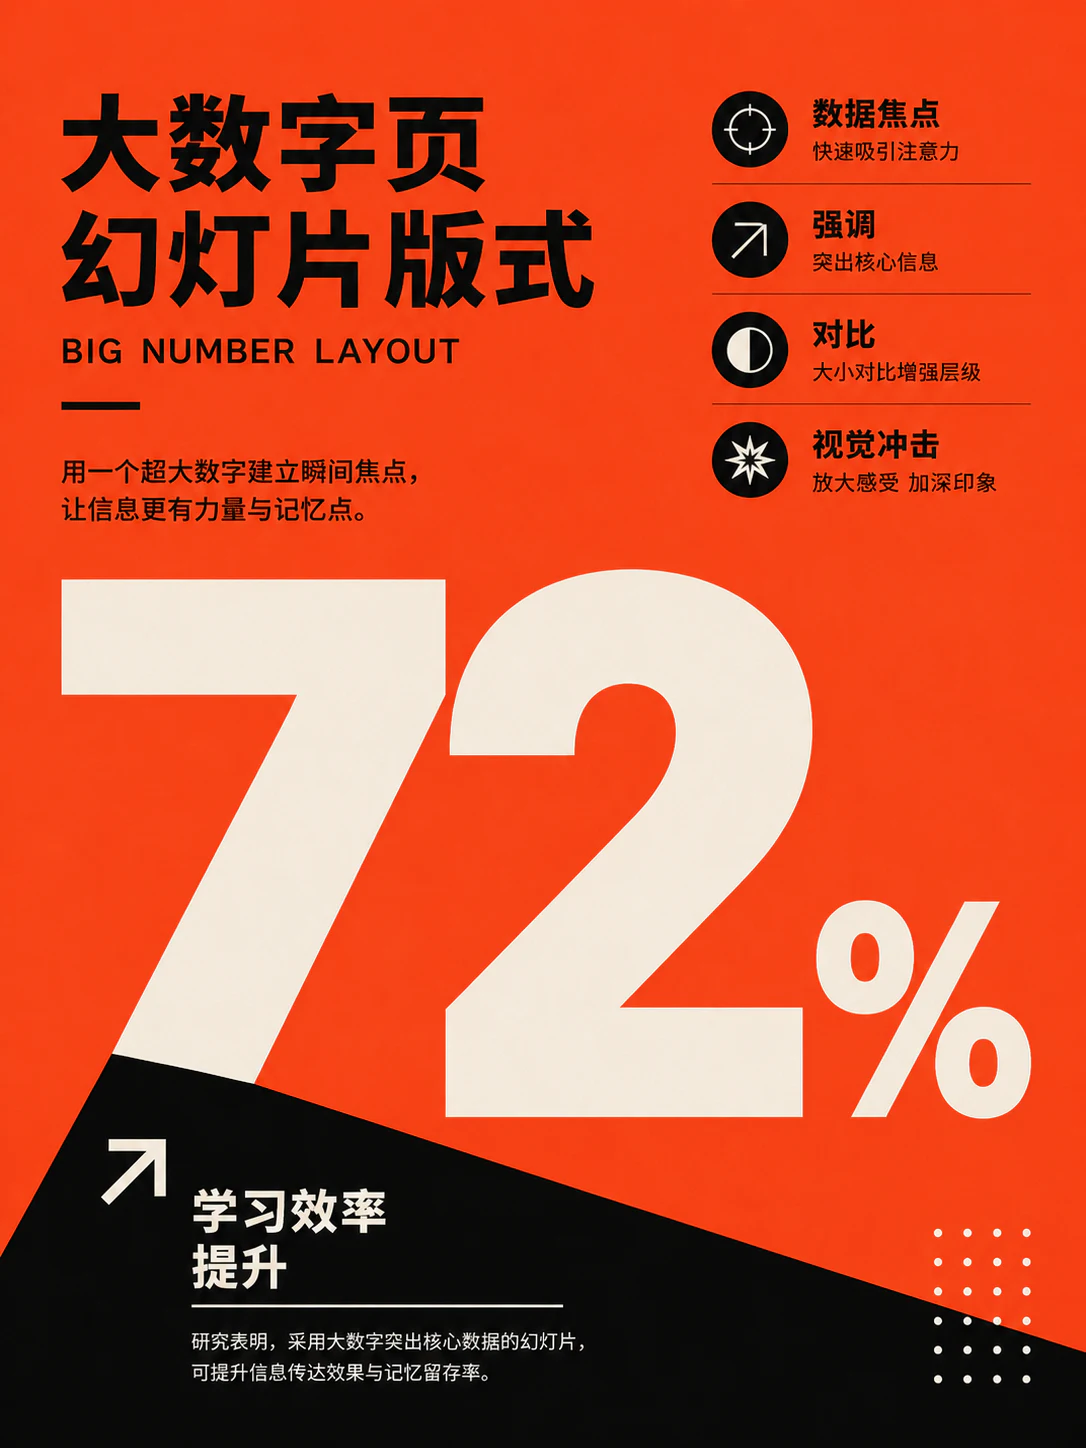 大数字页
幻灯片版式
BIG NUMBER LAYOUT
用一个超大数字建立瞬间焦点，
让信息更有力量与记忆点。
数据焦点
快速吸引注意力
强调
突出核心信息
对比
大小对比增强层级
视觉冲击
放大感受 加深印象
72%
学习效率
提升
研究表明，采用大数字突出核心数据的幻灯片，
可提升信息传达效果与记忆留存率。